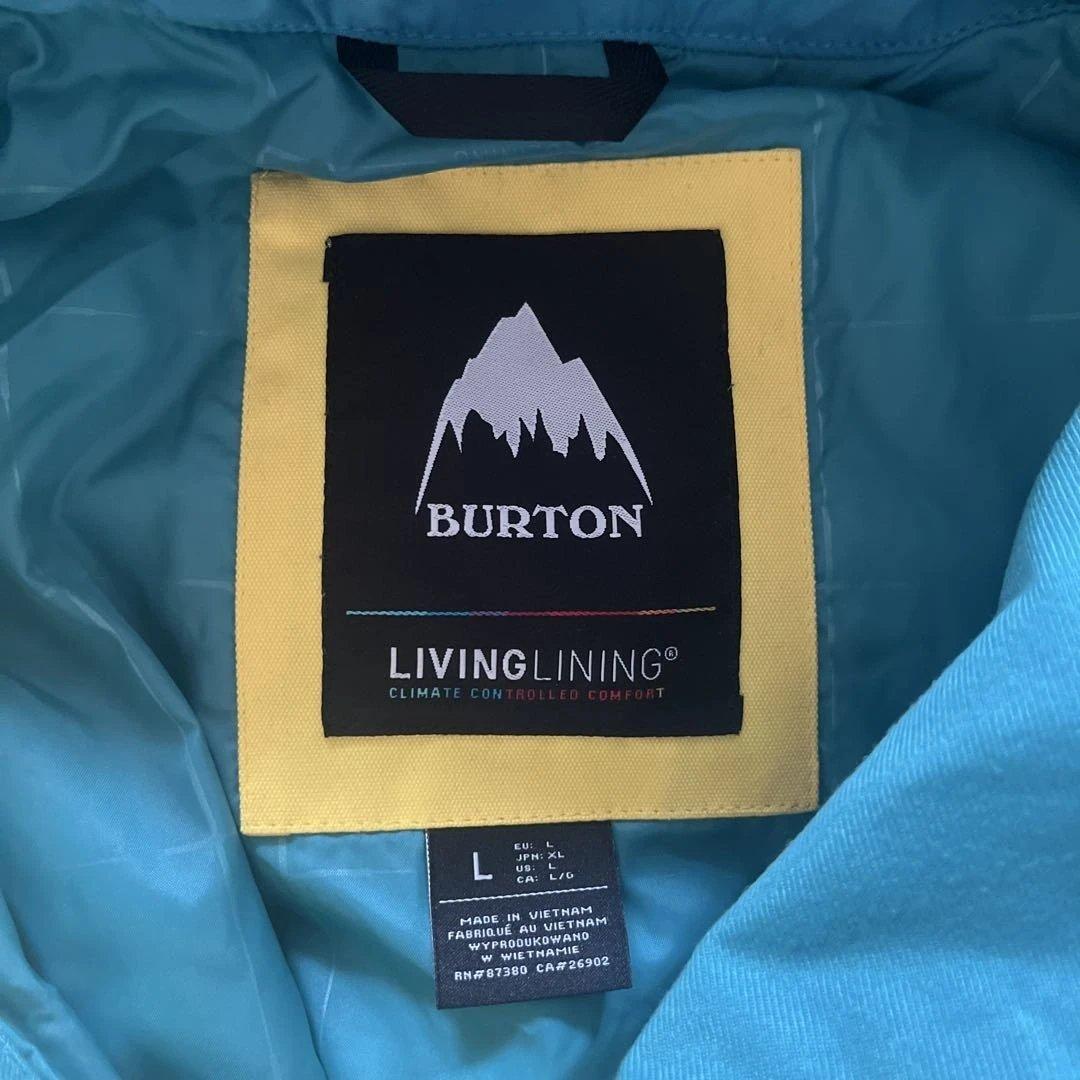 BURTON
LIVINGLINING®
CLIMATE CONTROLLED COMFORT
L
EU: L
JPN: XL
US: L
CA: L/G
MADE IN VIETNAM
FABRIQUÉ AU VIETNAM
WYPRODUKOWANO
W WIETNAMIE
RN#87380 CA#26902